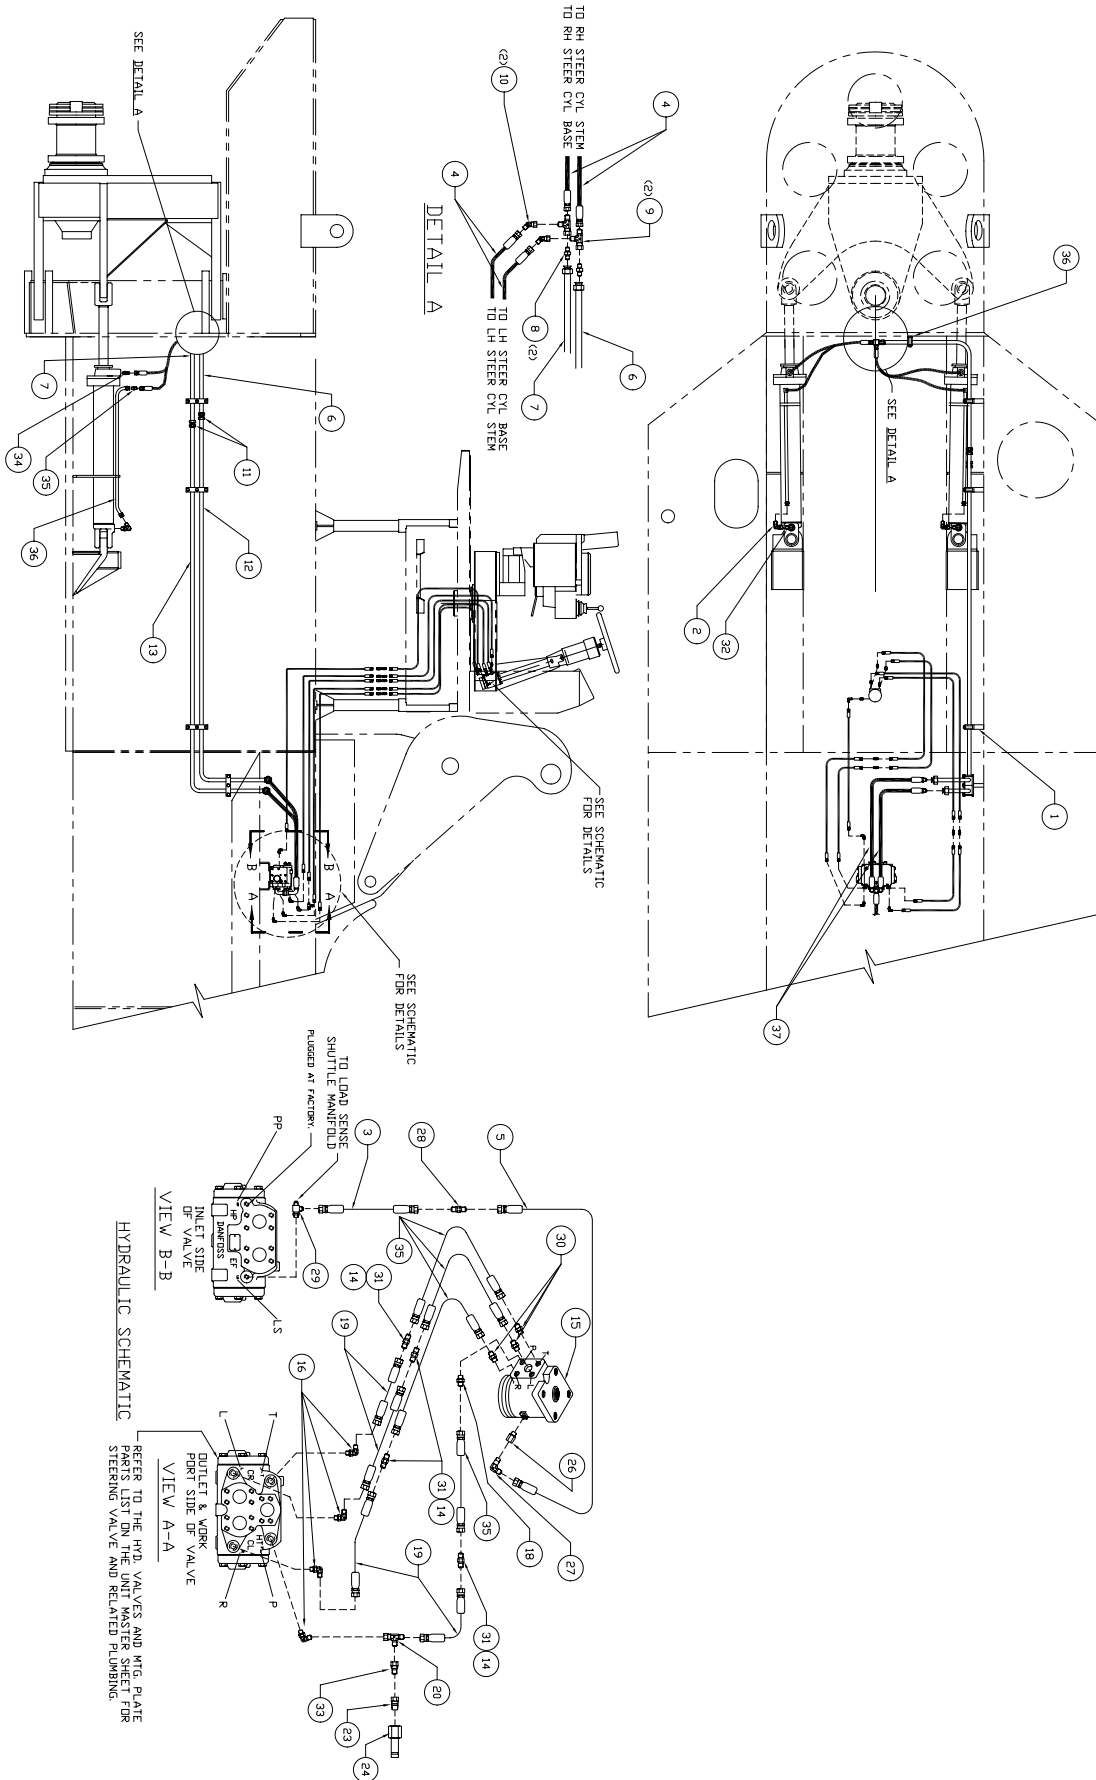 SEE DETAIL A
7
6
34
35
11
36
12
13
TO RH STEER CYL STEM
TO RH STEER CYL BASE
4
(2) 10
(2) 9
4
8 (2)
6
7
TO LH STEER CYL BASE
TO LH STEER CYL STEM
DETAIL A
36
SEE DETAIL A
2
32
1
37
SEE SCHEMATIC
FOR DETAILS
B
B
A
A
SEE SCHEMATIC
FOR DETAILS
TO LOAD SENSE
SHUTTLE MANIFOLD
PLUGGED AT FACTORY.
PP
3
28
5
HP
DANFOSS
EF
LS
29
INLET SIDE
OF VALVE
VIEW B-B
35
30
31
14
15
T
P
L
R
19
16
26
27
18
35
31
14
19
31
14
20
33
23
24
HYDRAULIC SCHEMATIC
L
T
CR
CL
HT
R
P
OUTLET & WORK
PORT SIDE OF VALVE
VIEW A-A
REFER TO THE HYD. VALVES AND MTG. PLATE
PARTS LIST ON THE UNIT MASTER SHEET FOR
STEERING VALVE AND RELATED PLUMBING.